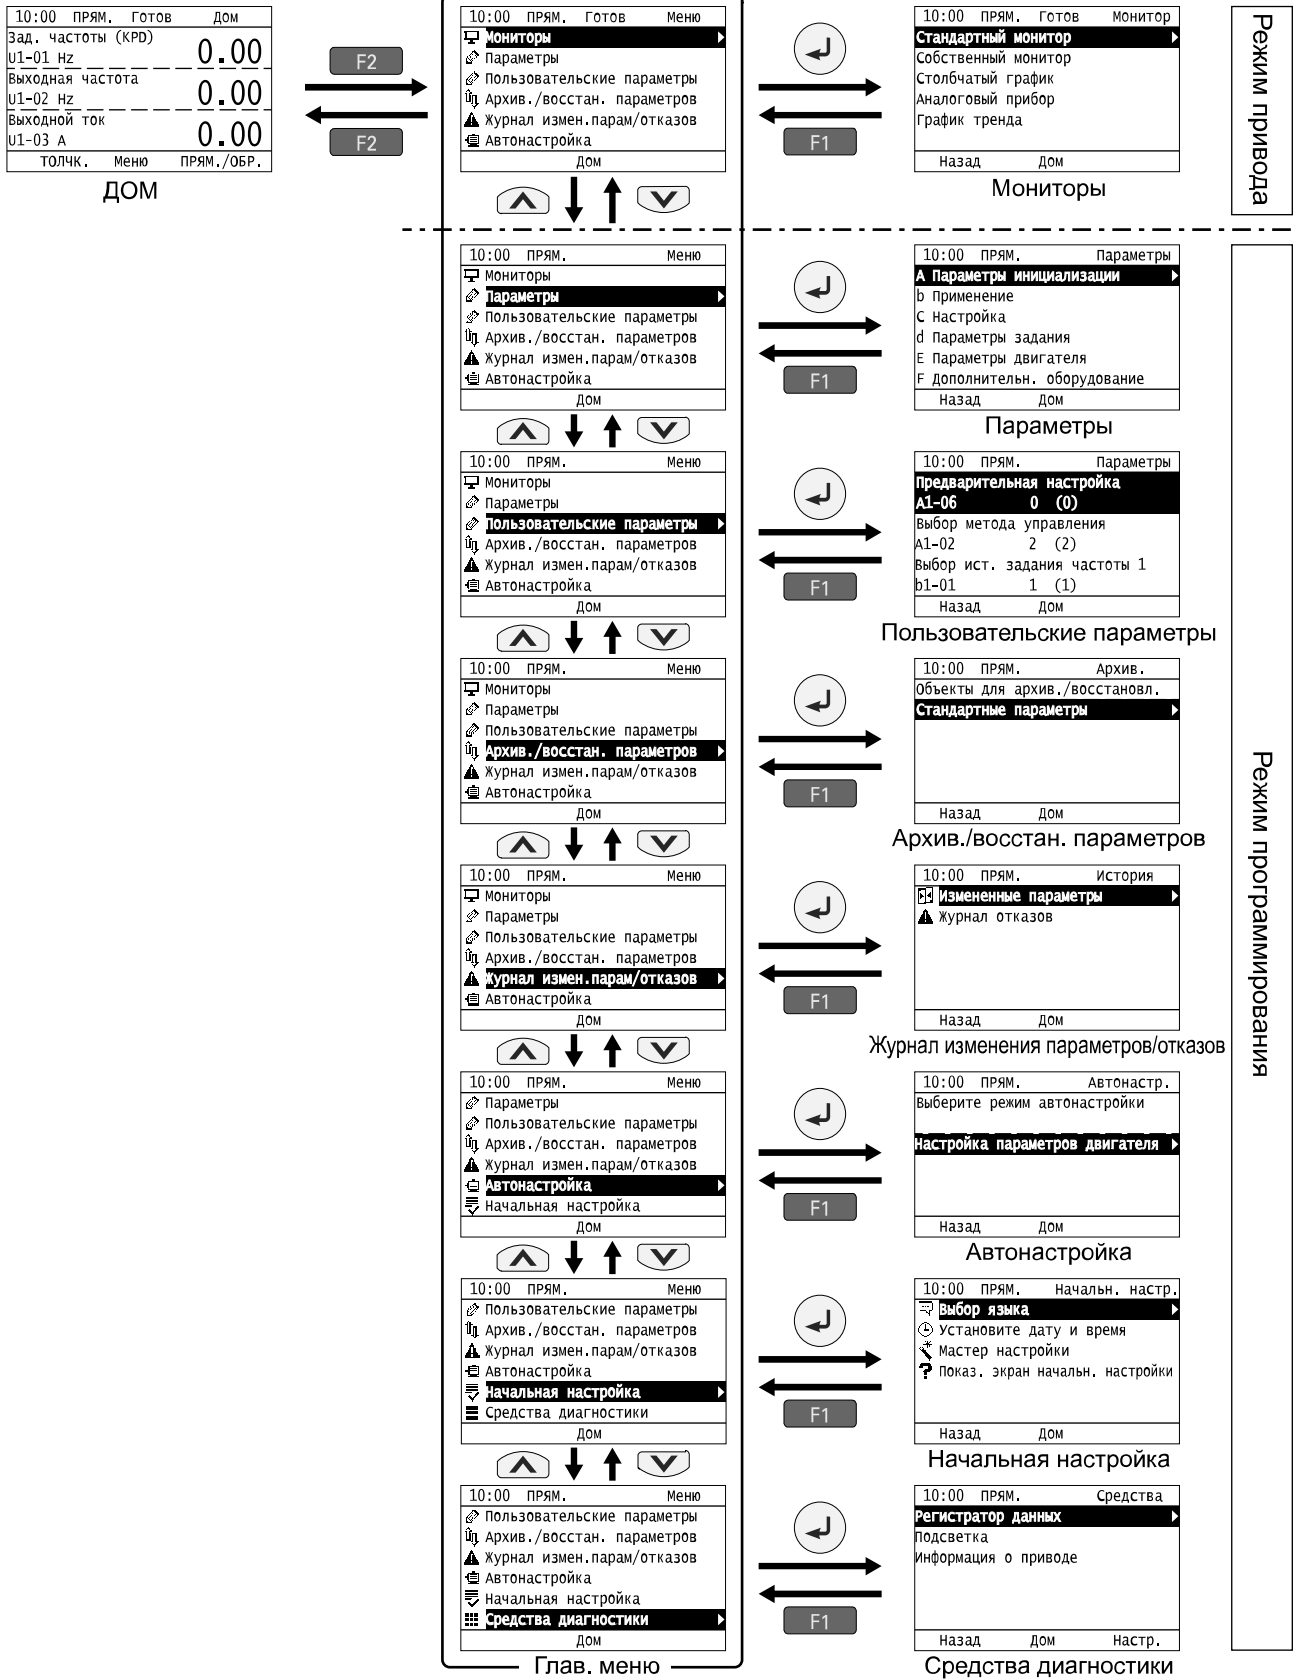 10:00 ПРЯМ. Готов Дом
Зад. частоты (KPD)
U1-01 Hz 0.00
Выходная частота
U1-02 Hz 0.00
Выходной ток
U1-03 A 0.00
ТОЛЧК. Меню ПРЯМ./ОБР.
ДОМ
F2
F2
10:00 ПРЯМ. Готов Меню
Мониторы
Параметры
Пользовательские параметры
Архив./восстан. параметров
Журнал измен.парам/отказов
Автонастройка
Дом
F1
10:00 ПРЯМ. Готов Монитор
Стандартный монитор
Собственный монитор
Столбчатый график
Аналоговый прибор
График тренда
Назад Дом
Мониторы
Режим привода
10:00 ПРЯМ. Меню
Мониторы
Параметры
Пользовательские параметры
Архив./восстан. параметров
Журнал измен.парам/отказов
Автонастройка
Дом
F1
10:00 ПРЯМ. Параметры
A Параметры инициализации
b Применение
C Настройка
d Параметры задания
E Параметры двигателя
F Дополнительн. оборудование
Назад Дом
Параметры
10:00 ПРЯМ. Меню
Мониторы
Параметры
Пользовательские параметры
Архив./восстан. параметров
Журнал измен.парам/отказов
Автонастройка
Дом
F1
10:00 ПРЯМ. Параметры
Предварительная настройка
A1-06 0 (0)
Выбор метода управления
A1-02 2 (2)
Выбор ист. задания частоты 1
b1-01 1 (1)
Назад Дом
Пользовательские параметры
10:00 ПРЯМ. Меню
Мониторы
Параметры
Пользовательские параметры
Архив./восстан. параметров
Журнал измен.парам/отказов
Автонастройка
Дом
F1
10:00 ПРЯМ. Архив.
Объекты для архив./восстановл.
Стандартные параметры
Назад Дом
Архив./восстан. параметров
10:00 ПРЯМ. Меню
Мониторы
Параметры
Пользовательские параметры
Архив./восстан. параметров
Журнал измен.парам/отказов
Автонастройка
Дом
F1
10:00 ПРЯМ. История
Измененные параметры
Журнал отказов
Назад Дом
Журнал изменения параметров/отказов
10:00 ПРЯМ. Меню
Параметры
Пользовательские параметры
Архив./восстан. параметров
Журнал измен.парам/отказов
Автонастройка
Начальная настройка
Дом
F1
10:00 ПРЯМ. Автонастр.
Выберите режим автонастройки
Настройка параметров двигателя
Назад Дом
Автонастройка
10:00 ПРЯМ. Меню
Пользовательские параметры
Архив./восстан. параметров
Журнал измен.парам/отказов
Автонастройка
Начальная настройка
Средства диагностики
Дом
F1
10:00 ПРЯМ. Начальн. настр.
Выбор языка
Установите дату и время
Мастер настройки
Показ. экран начальн. настройки
Назад Дом
Начальная настройка
10:00 ПРЯМ. Меню
Пользовательские параметры
Архив./восстан. параметров
Журнал измен.парам/отказов
Автонастройка
Начальная настройка
Средства диагностики
Дом
Глав. меню
F1
10:00 ПРЯМ. Средства
Регистратор данных
Подсветка
Информация о приводе
Назад Дом Настр.
Средства диагностики
Режим программирования